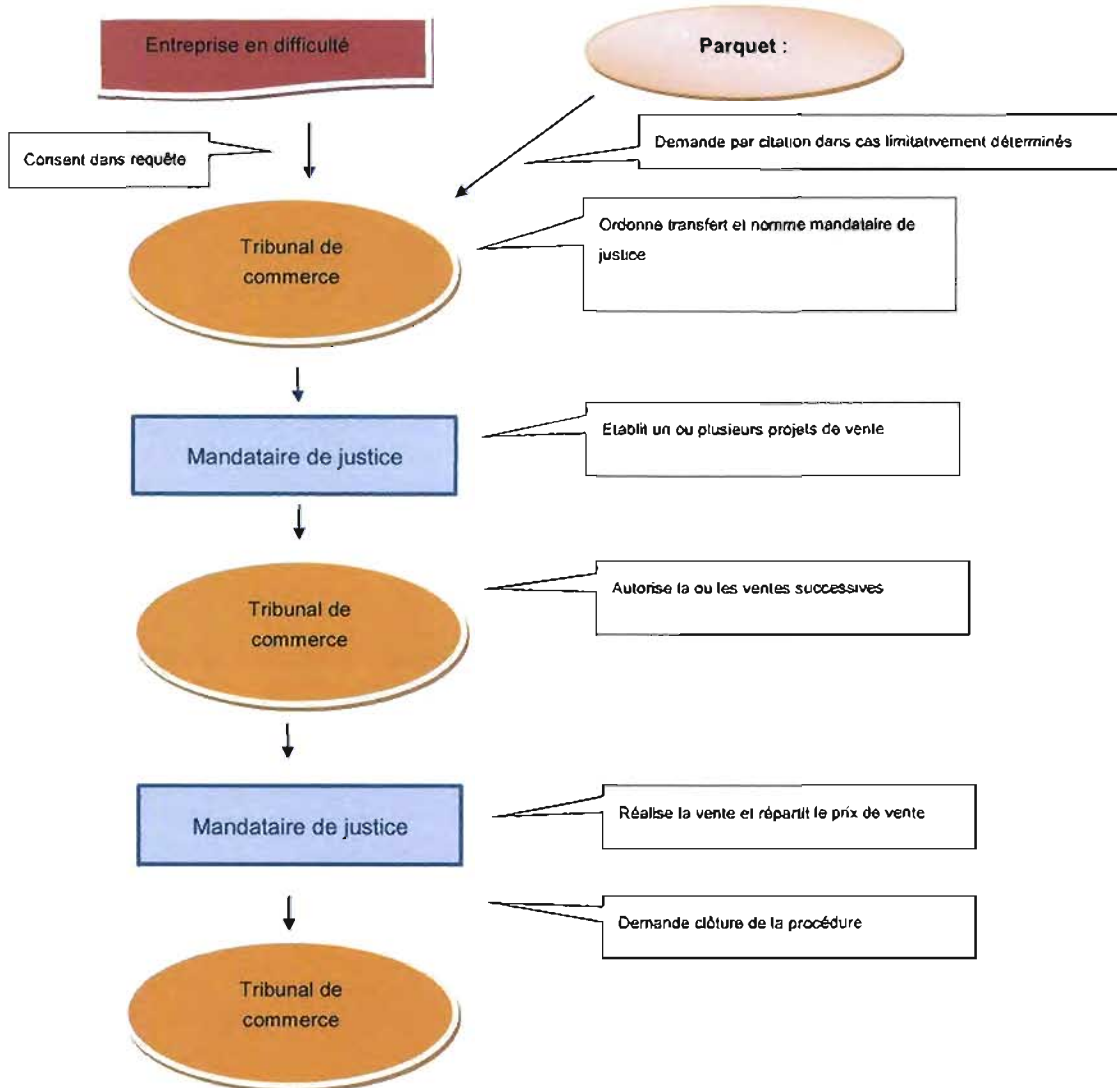 Entreprise en difficulté
Parquet :
Consent dans requête
Demande par citation dans cas limitativement déterminés
Tribunal de
commerce
Ordonne transfert et nomme mandataire de
justice
Mandataire de justice
Etablit un ou plusieurs projets de vente
Tribunal de
commerce
Autorise la ou les ventes successives
Mandataire de justice
Réalise la vente et répartit le prix de vente
Demande clôture de la procédure
Tribunal de
commerce